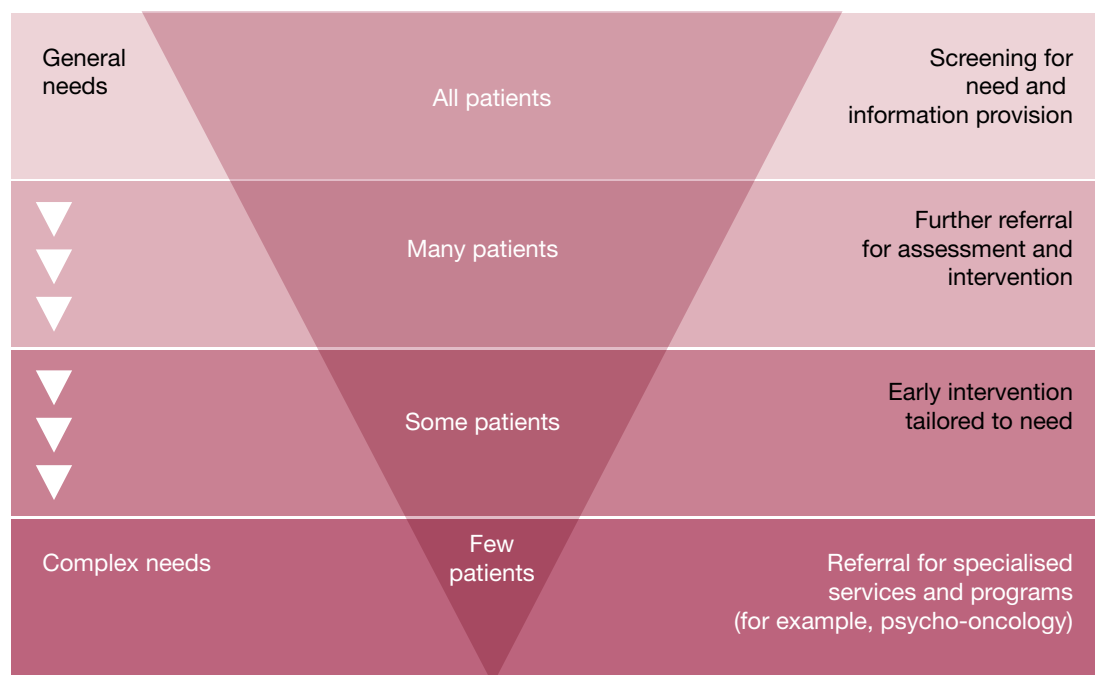 General
needs
All patients
Screening for
need and
information provision
Many patients
Further referral
for assessment and
intervention
Some patients
Early intervention
tailored to need
Complex needs
Few
patients
Referral for specialised
services and programs
(for example, psycho-oncology)